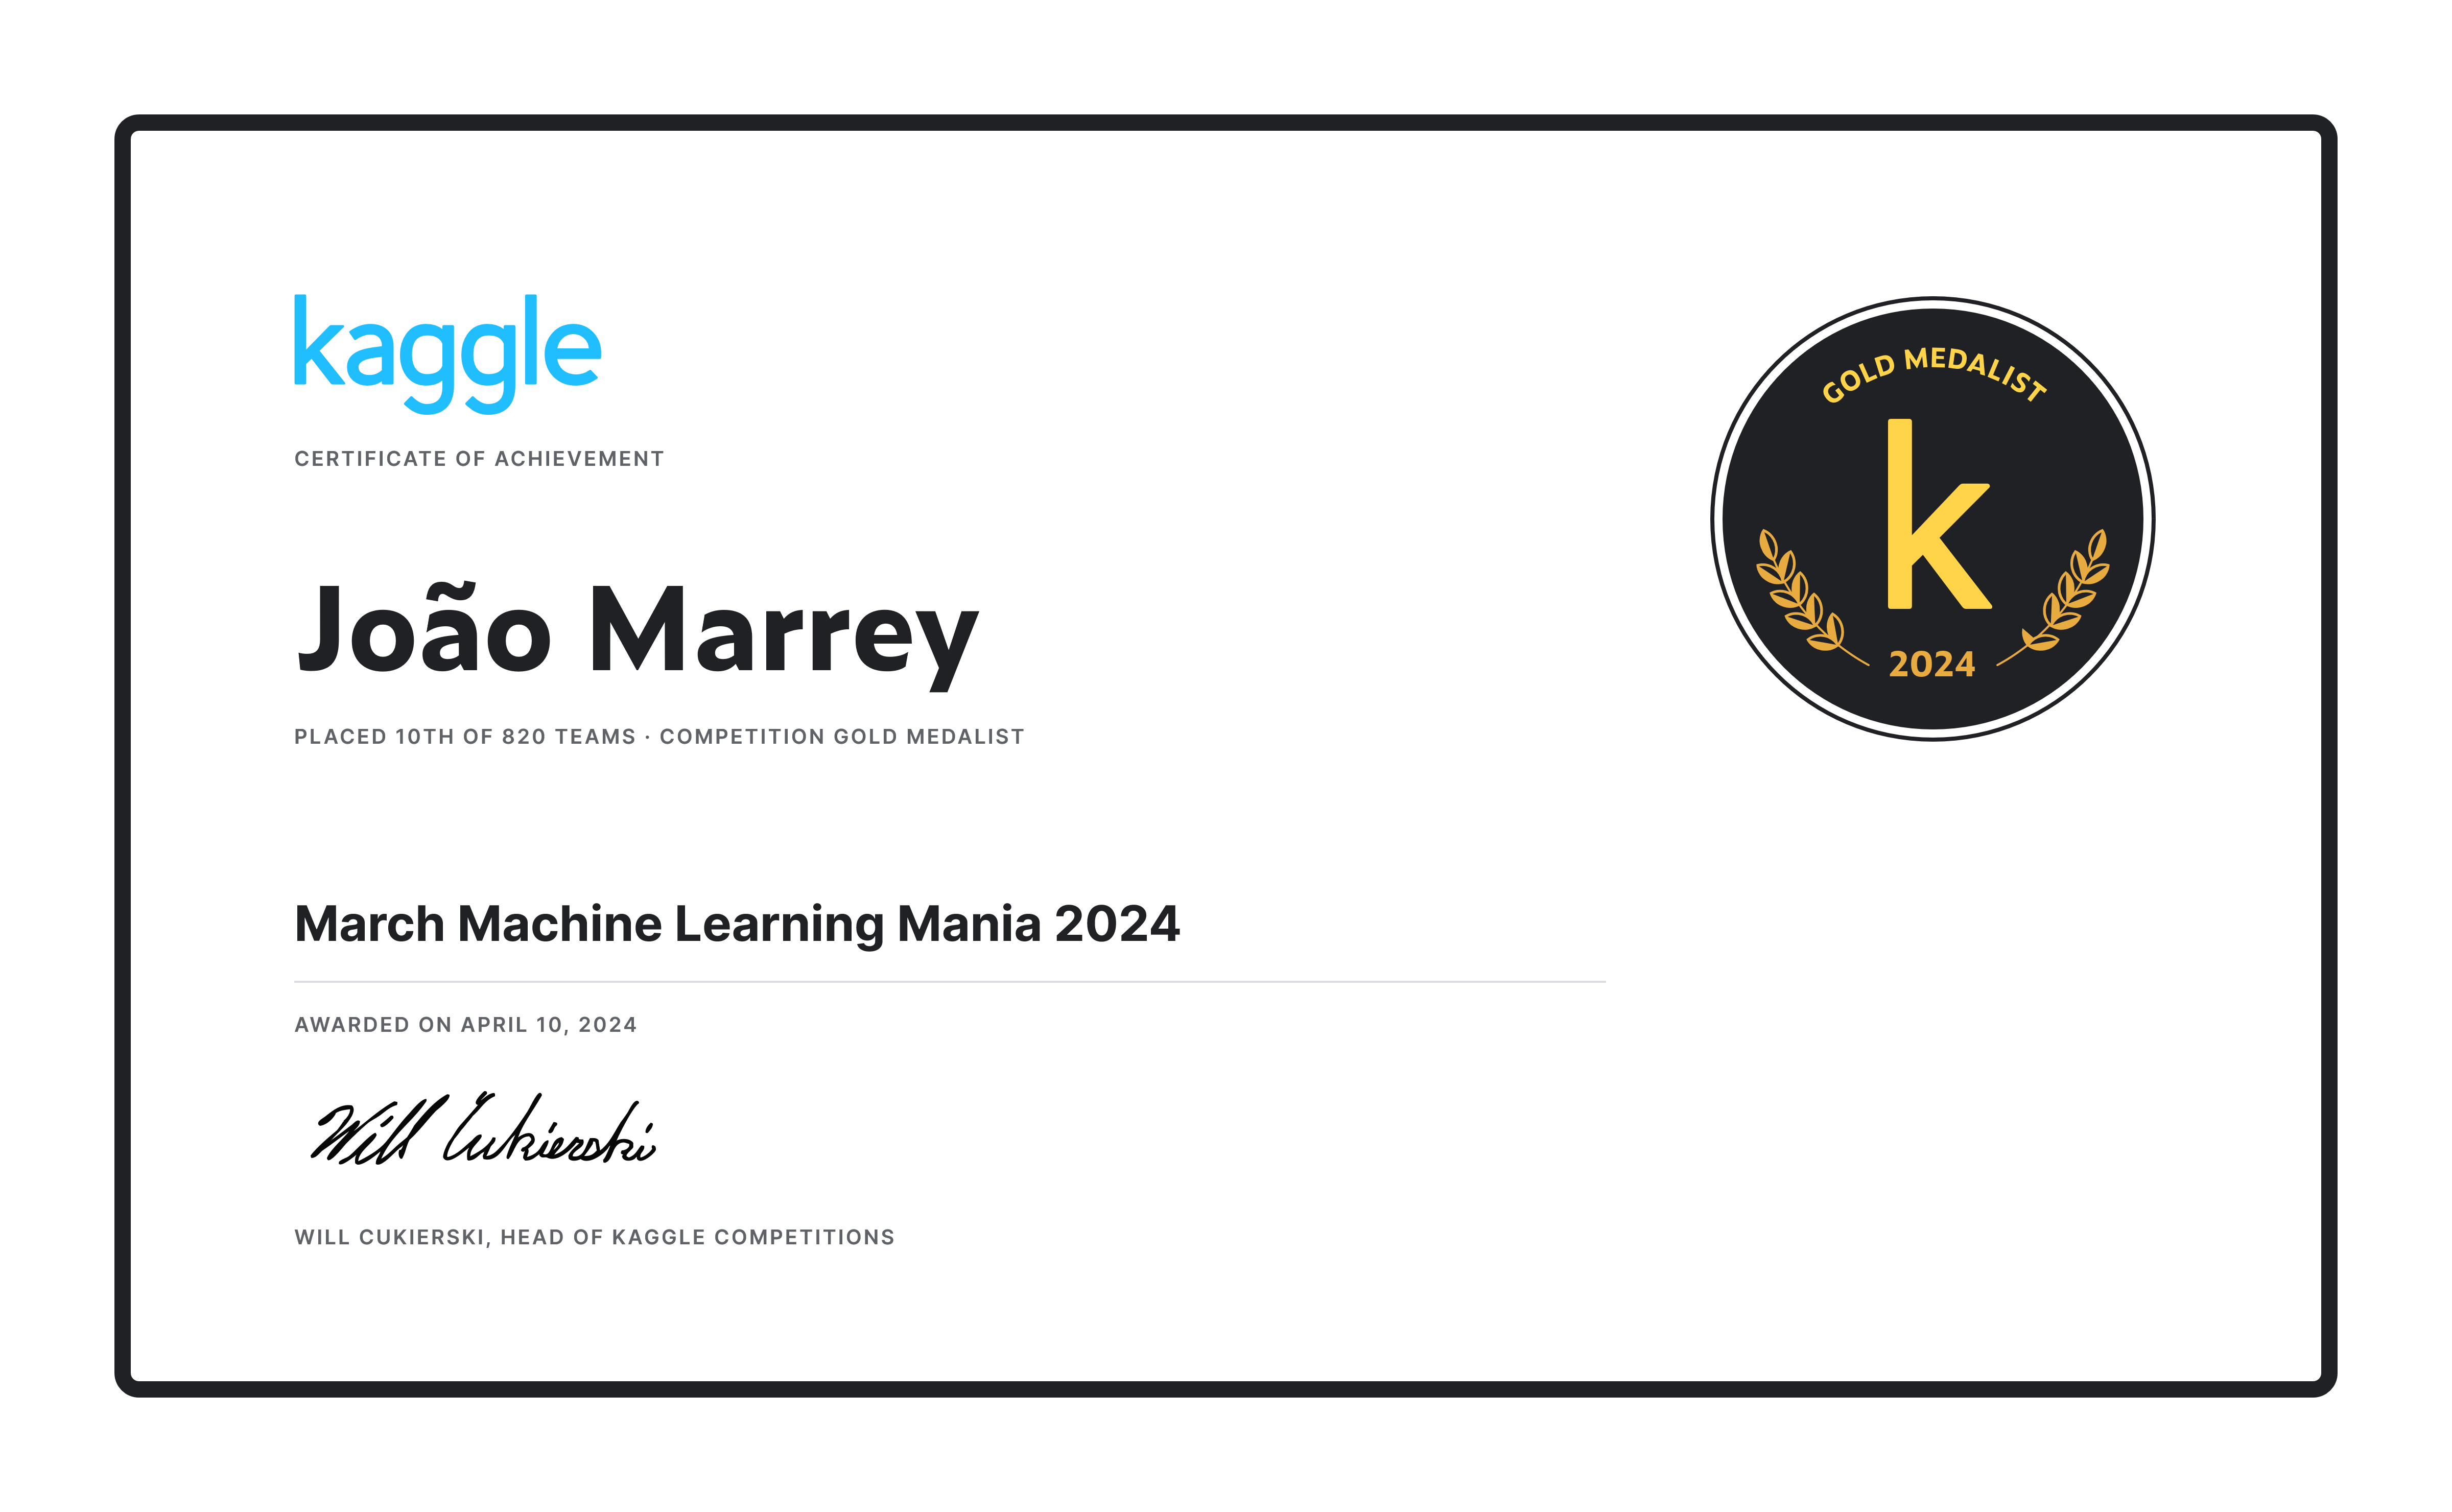 kaggle
CERTIFICATE OF ACHIEVEMENT
João Marrey
PLACED 10TH OF 820 TEAMS · COMPETITION GOLD MEDALIST
GOLD MEDALIST
k
2024
March Machine Learning Mania 2024
AWARDED ON APRIL 10, 2024
Will Cukierski
WILL CUKIERSKI, HEAD OF KAGGLE COMPETITIONS